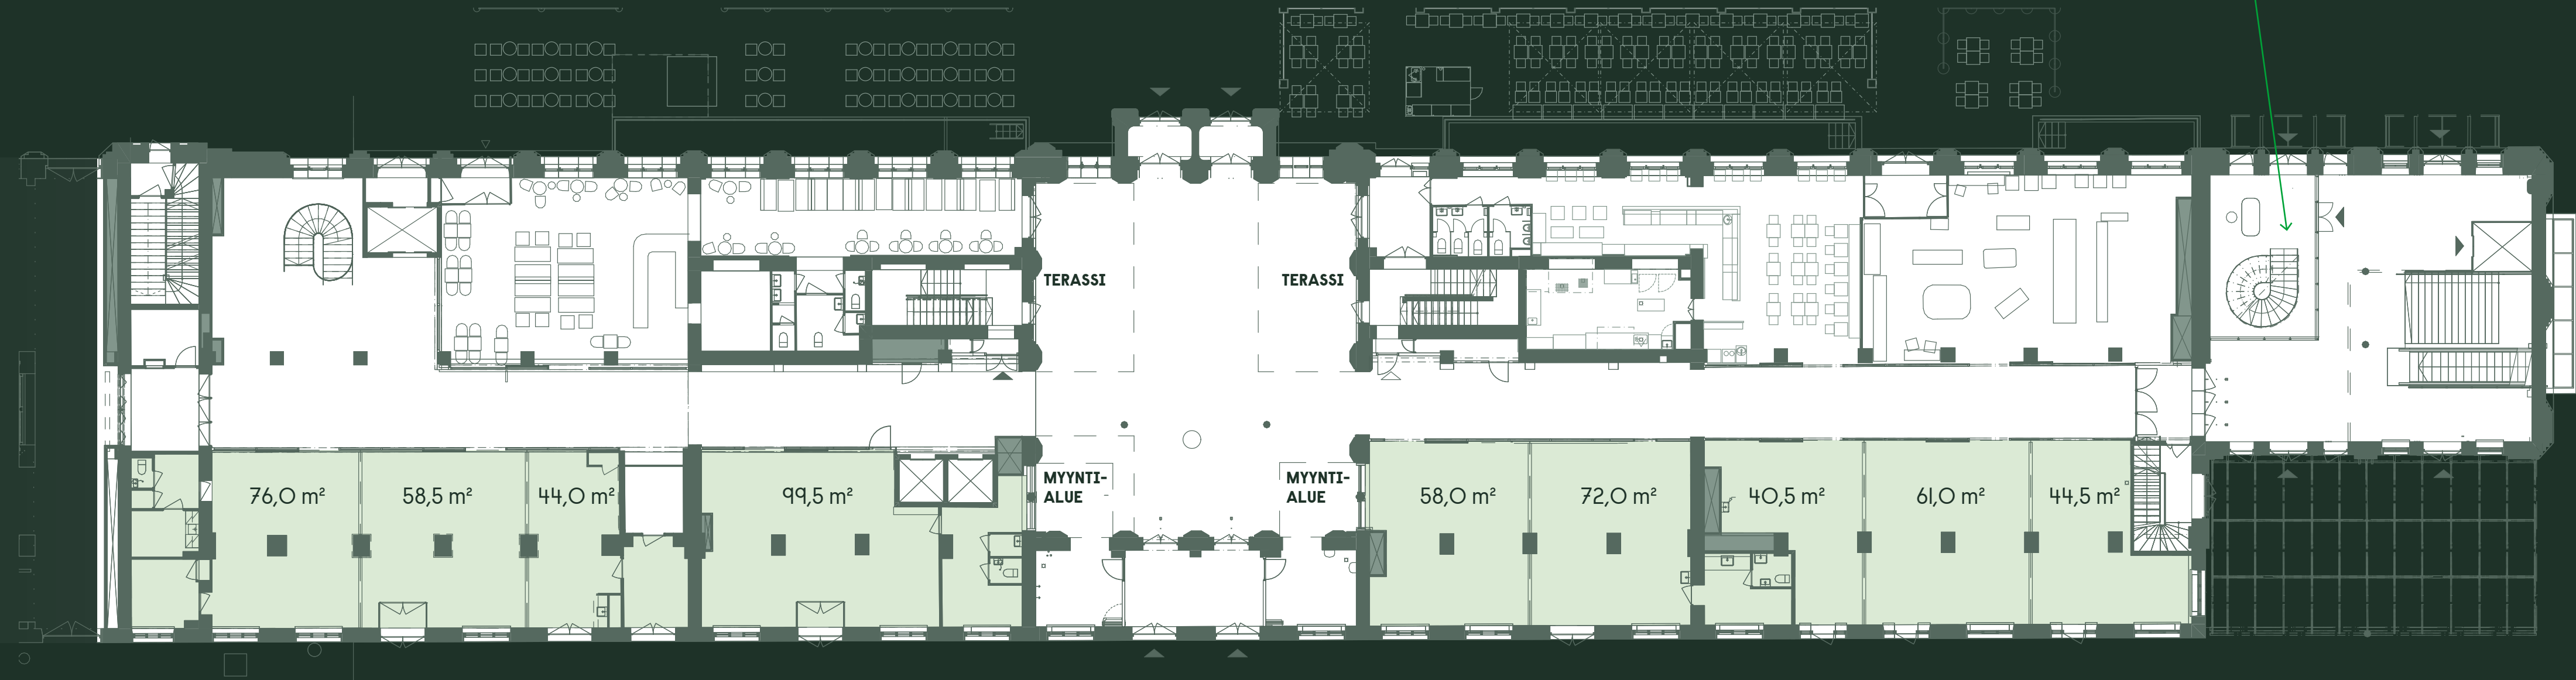 TERASSI
TERASSI
MYYNTI-
ALUE
MYYNTI-
ALUE
76,0 m²
58,5 m²
44,0 m²
99,5 m²
58,0 m²
72,0 m²
40,5 m²
61,0 m²
44,5 m²